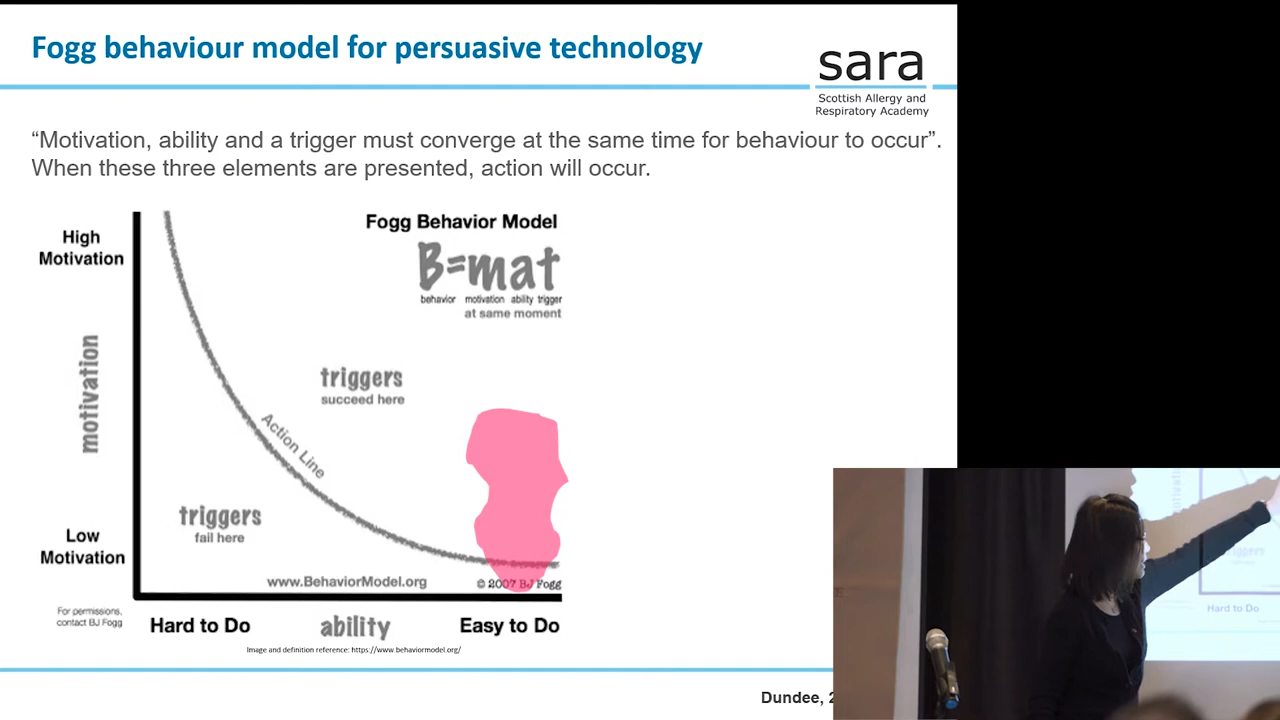 Fogg behaviour model for persuasive technology
sara
Scottish Allergy and
Respiratory Academy
“Motivation, ability and a trigger must converge at the same time for behaviour to occur”.
When these three elements are presented, action will occur.
Fogg Behavior Model
B=mat
behavior motivation ability trigger
at same moment
High
Motivation
motivation
triggers
succeed here
Action Line
triggers
fail here
Low
Motivation
www.BehaviorModel.org
© 2007 BJ Fogg
For permissions,
contact BJ Fogg
Hard to Do
ability
Easy to Do
Image and definition reference: https://www.behaviormodel.org/
Dundee,
triggers
Hard to Do